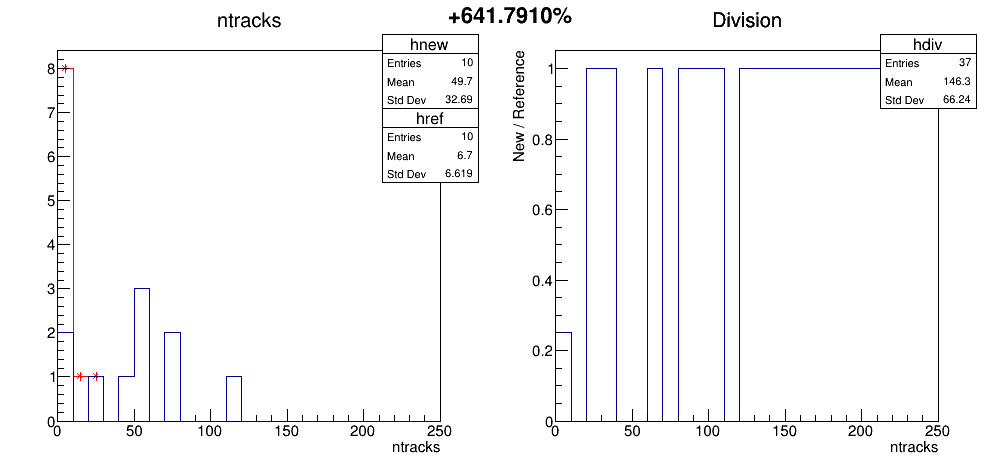 +641.7910%
ntracks
hnew
Entries 10
Mean 49.7
Std Dev 32.69
href
Entries 10
Mean 6.7
Std Dev 6.619
8
7
6
5
4
3
2
1
0
0 50 100 150 200 250
ntracks
Division
hdiv
Entries 37
Mean 146.3
Std Dev 66.24
New / Reference
1
0.8
0.6
0.4
0.2
0
0 50 100 150 200 250
ntracks